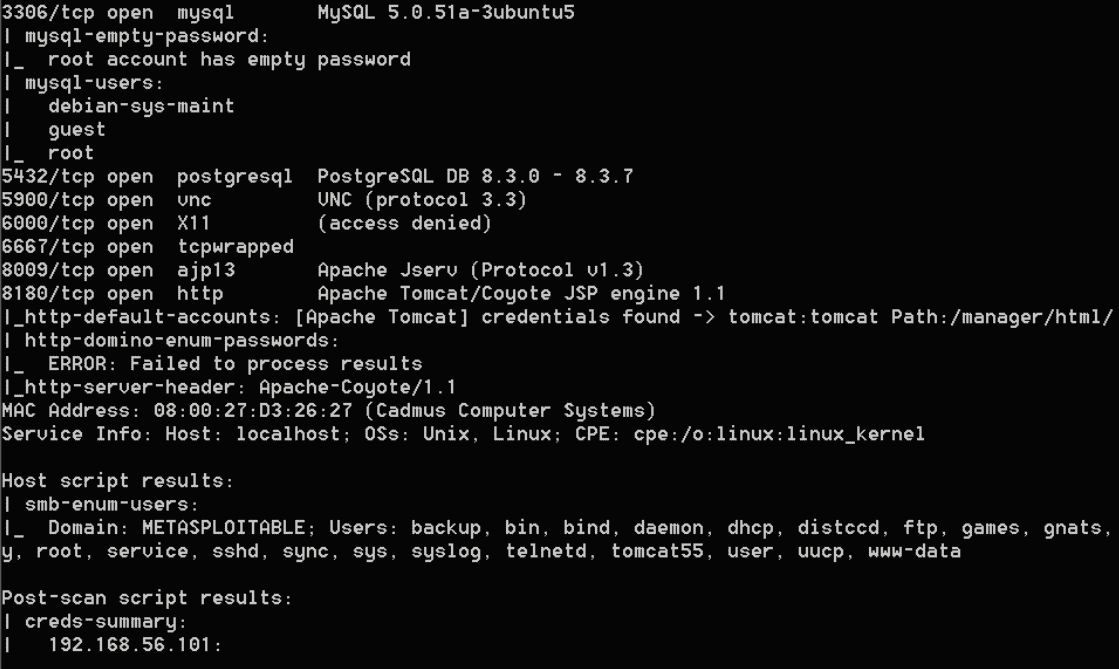 3306/tcp open  mysql       MySQL 5.0.51a-3ubuntu5
| mysql-empty-password:
|_  root account has empty password
| mysql-users:
|   debian-sys-maint
|   guest
|_  root
5432/tcp open  postgresql  PostgreSQL DB 8.3.0 - 8.3.7
5900/tcp open  vnc         VNC (protocol 3.3)
6000/tcp open  X11         (access denied)
6667/tcp open  tcpwrapped
8009/tcp open  ajp13       Apache Jserv (Protocol v1.3)
8180/tcp open  http        Apache Tomcat/Coyote JSP engine 1.1
|_http-default-accounts: [Apache Tomcat] credentials found -> tomcat:tomcat Path:/manager/html/
| http-domino-enum-passwords:
|_  ERROR: Failed to process results
|_http-server-header: Apache-Coyote/1.1
MAC Address: 08:00:27:D3:26:27 (Cadmus Computer Systems)
Service Info: Host: localhost; OSs: Unix, Linux; CPE: cpe:/o:linux:linux_kernel

Host script results:
| smb-enum-users:
|_  Domain: METASPLOITABLE; Users: backup, bin, bind, daemon, dhcp, distccd, ftp, games, gnats,
y, root, service, sshd, sync, sys, syslog, telnetd, tomcat55, user, uucp, www-data

Post-scan script results:
| creds-summary:
|   192.168.56.101: